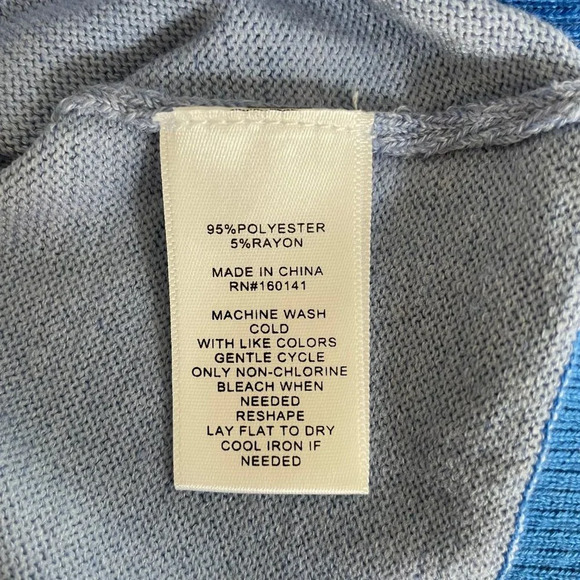 95%POLYESTER
5%RAYON
MADE IN CHINA
RN#160141
MACHINE WASH
COLD
WITH LIKE COLORS
GENTLE CYCLE
ONLY NON-CHLORINE
BLEACH WHEN
NEEDED
RESHAPE
LAY FLAT TO DRY
COOL IRON IF
NEEDED